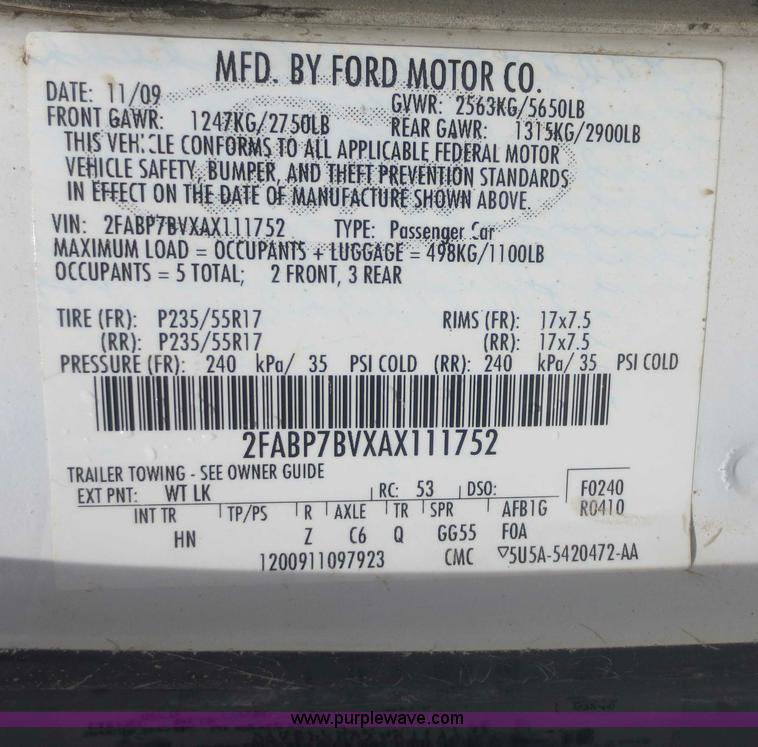 MFD. BY FORD MOTOR CO.
DATE: 11/09 GVWR: 2563KG/5650LB
FRONT GAWR: 1247KG/2750LB REAR GAWR: 1315KG/2900LB
THIS VEHICLE CONFORMS TO ALL APPLICABLE FEDERAL MOTOR
VEHICLE SAFETY, BUMPER, AND THEFT PREVENTION STANDARDS
IN EFFECT ON THE DATE OF MANUFACTURE SHOWN ABOVE.
VIN: 2FABP7BVXAX111752 TYPE: Passenger Car
MAXIMUM LOAD = OCCUPANTS + LUGGAGE = 498KG/1100LB
OCCUPANTS = 5 TOTAL; 2 FRONT, 3 REAR
TIRE (FR): P235/55R17 RIMS (FR): 17x7.5
(RR): P235/55R17 (RR): 17x7.5
PRESSURE (FR): 240 kPa/ 35 PSI COLD (RR): 240 kPa/ 35 PSI COLD
2FABP7BVXAX111752
TRAILER TOWING - SEE OWNER GUIDE
EXT PNT: WT LK RC: 53 DSO: F0240
INT TR TP/PS R AXLE TR SPR AFB1G R0410
HN Z C6 Q GG55 F0A
1200911097923 CMC ▽5U5A-5420472-AA
www.purplewave.com